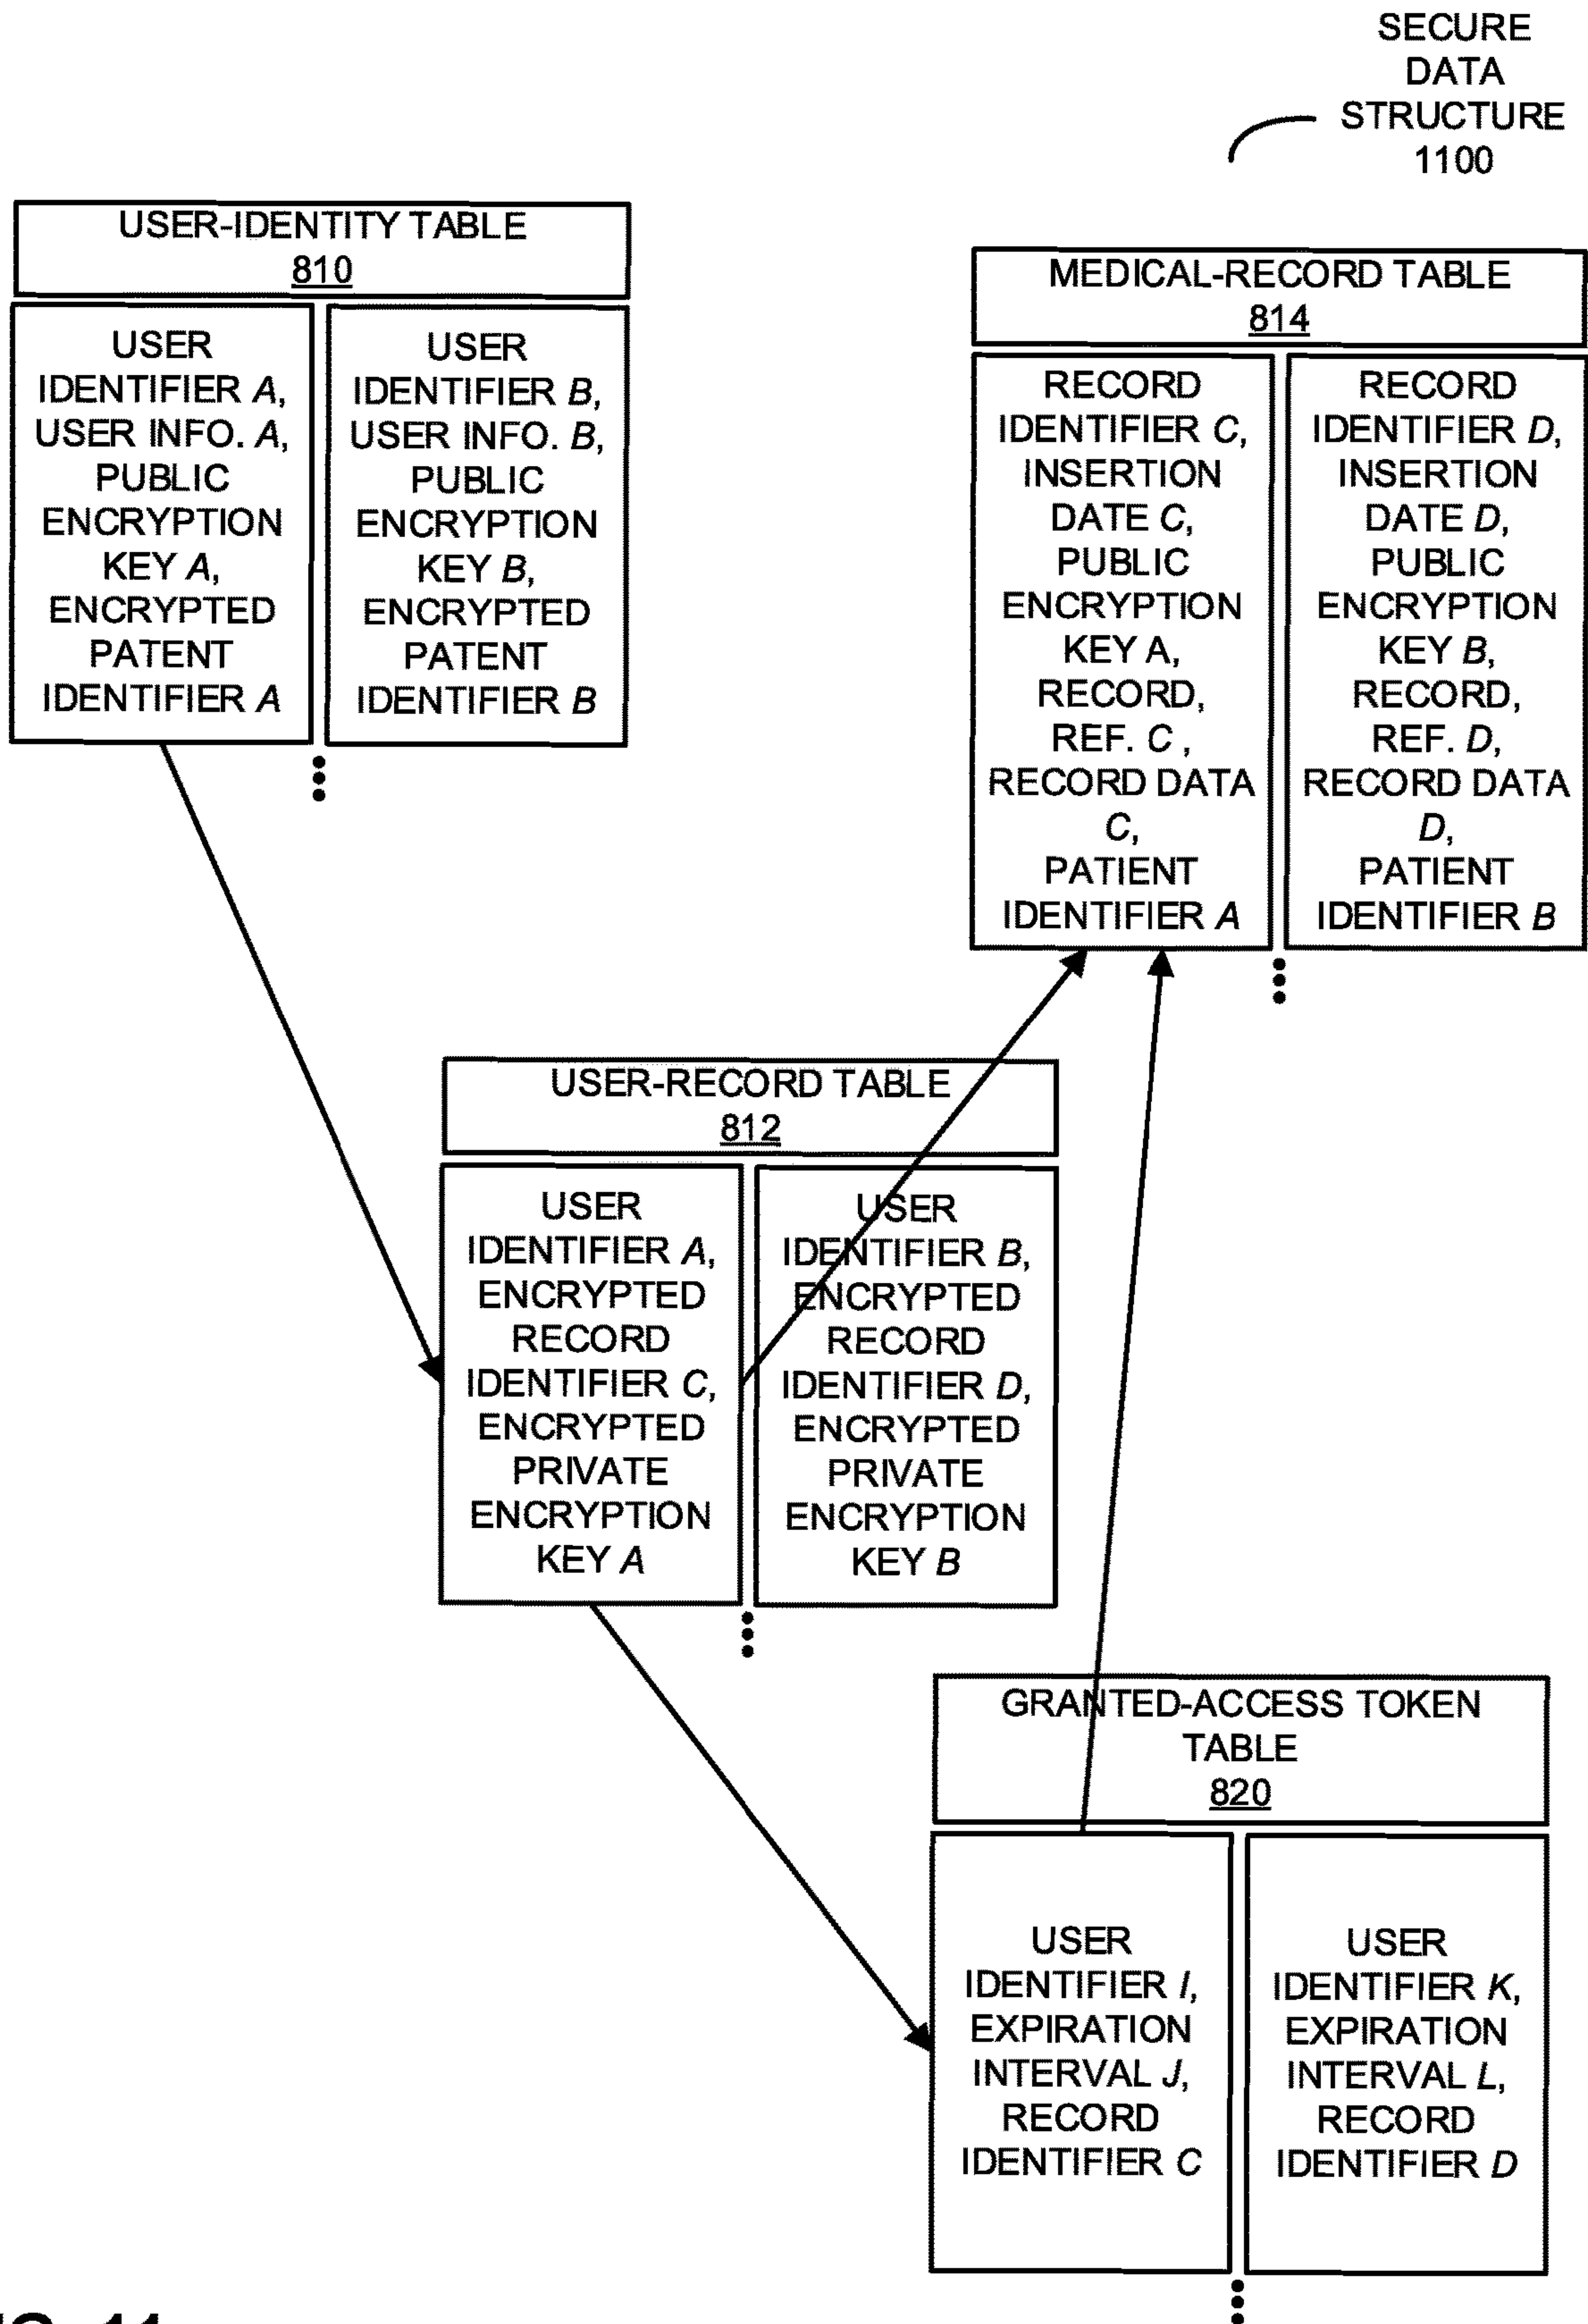 SECURE
DATA
STRUCTURE
1100
USER-IDENTITY TABLE
810
USER
IDENTIFIER A,
USER INFO. A,
PUBLIC
ENCRYPTION
KEY A,
ENCRYPTED
PATENT
IDENTIFIER A
USER
IDENTIFIER B,
USER INFO. B,
PUBLIC
ENCRYPTION
KEY B,
ENCRYPTED
PATENT
IDENTIFIER B
MEDICAL-RECORD TABLE
814
RECORD
IDENTIFIER C,
INSERTION
DATE C,
PUBLIC
ENCRYPTION
KEY A,
RECORD,
REF. C ,
RECORD DATA
C,
PATIENT
IDENTIFIER A
RECORD
IDENTIFIER D,
INSERTION
DATE D,
PUBLIC
ENCRYPTION
KEY B,
RECORD,
REF. D,
RECORD DATA
D,
PATIENT
IDENTIFIER B
USER-RECORD TABLE
812
USER
IDENTIFIER A,
ENCRYPTED
RECORD
IDENTIFIER C,
ENCRYPTED
PRIVATE
ENCRYPTION
KEY A
USER
IDENTIFIER B,
ENCRYPTED
RECORD
IDENTIFIER D,
ENCRYPTED
PRIVATE
ENCRYPTION
KEY B
GRANTED-ACCESS TOKEN
TABLE
820
USER
IDENTIFIER I,
EXPIRATION
INTERVAL J,
RECORD
IDENTIFIER C
USER
IDENTIFIER K,
EXPIRATION
INTERVAL L,
RECORD
IDENTIFIER D